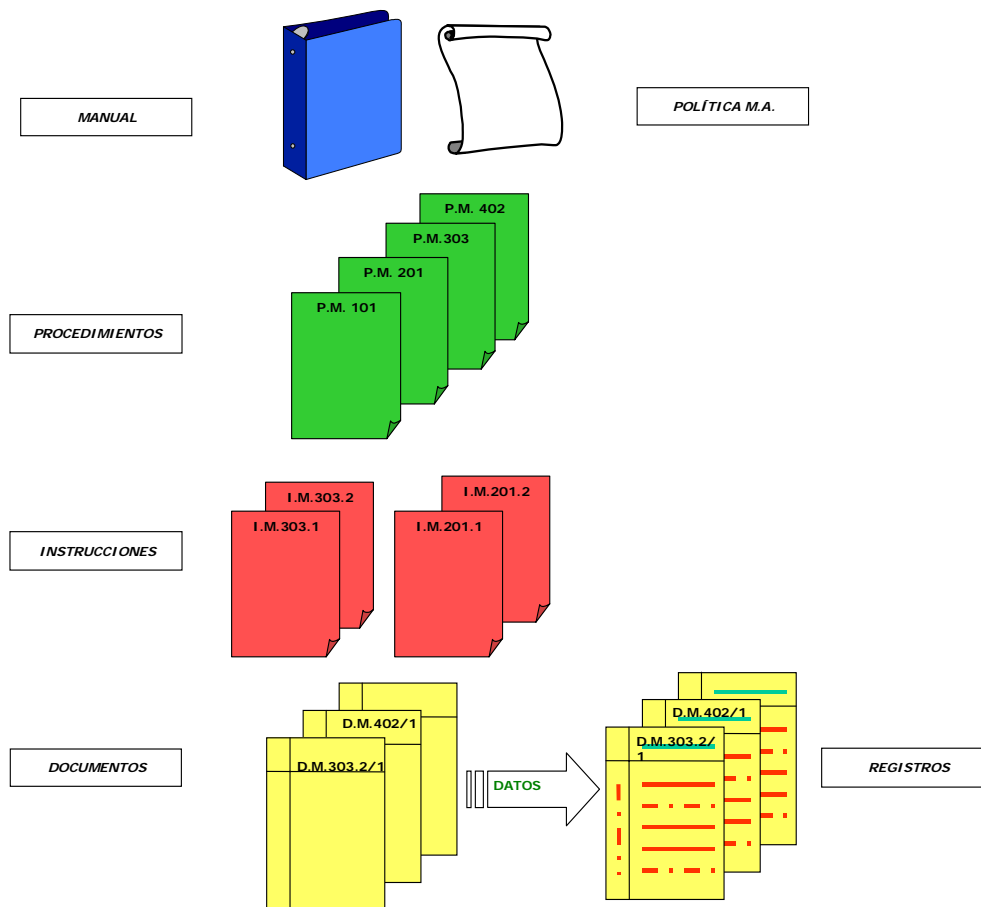 MANUAL
POLÍTICA M.A.
P.M. 402
P.M.303
P.M. 201
P.M. 101
PROCEDIMIENTOS
I.M.303.2
I.M.201.2
I.M.303.1
I.M.201.1
INSTRUCCIONES
D.M.402/1
D.M.303.2/1
DOCUMENTOS
DATOS
D.M.402/1
D.M.303.2/
1
REGISTROS